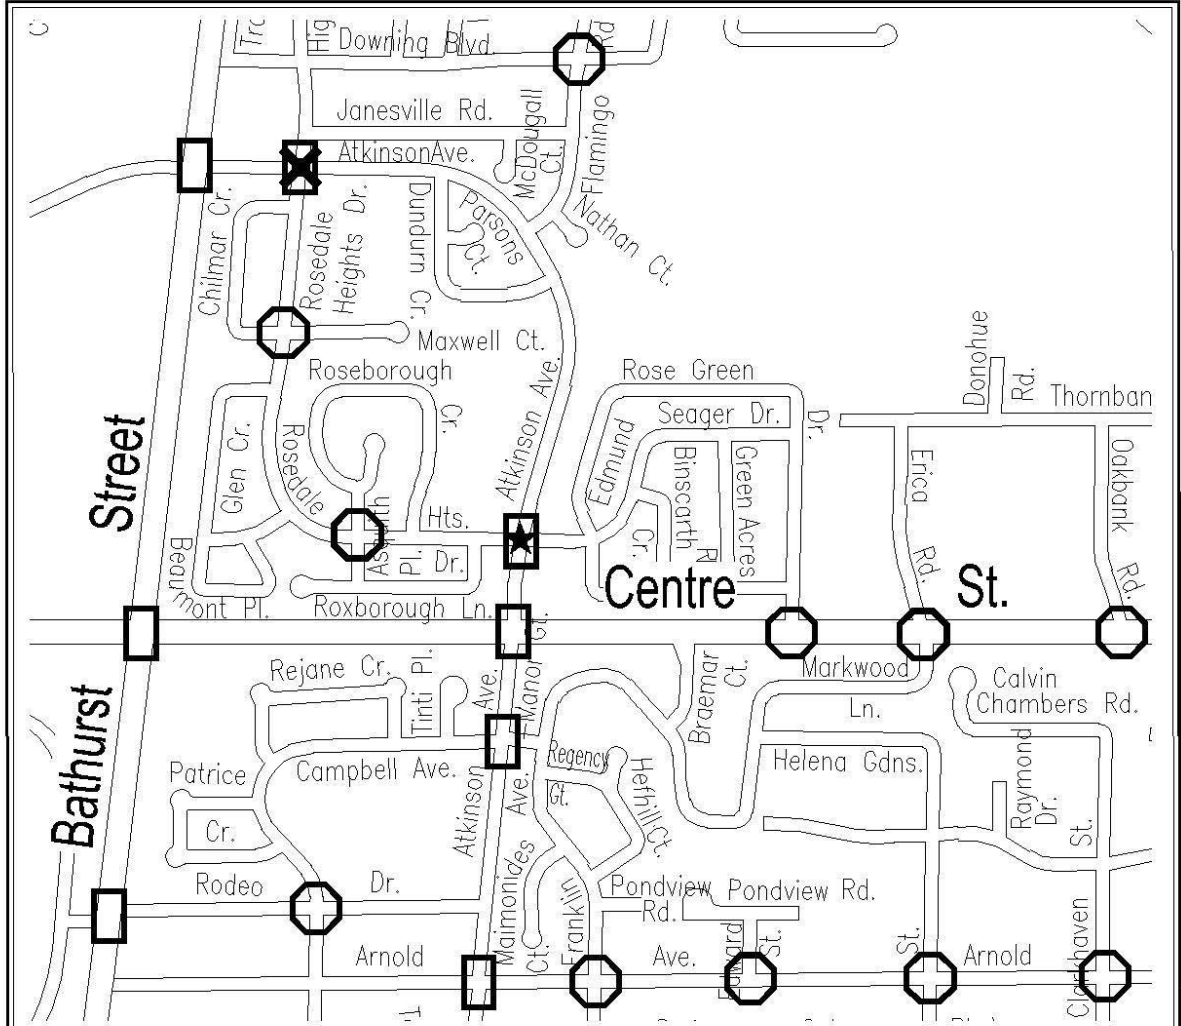 Downing Blvd.
Rd
Janesville Rd.
AtkinsonAve.
McDougall
Ct.
Flamingo
Nathan Ct.
Parsons
Ct.
Dundurn Cr.
Chilmar Cr.
Rosedale
Heights Dr.
Maxwell Ct.
Roseborough
Cr.
Atkinson Ave.
Rose Green
Dr.
Seager Dr.
Edmund
Cr.
Binscarth
R
Green Acres
Donohue
Rd.
Thornban
Erica
Rd.
Oakbank
Rd.
Street
Glen Cr.
Rosedale
Hts.
Dr.
Pl.
Beaumont Pl.
Roxborough Ln.
Centre
St.
Gt.
Manor
Rejane Cr.
Tinti Pl.
Ave.
Braemar
Ct.
Markwood
Ln.
Calvin
Chambers Rd.
Bathurst
Patrice
Cr.
Campbell Ave.
Atkinson
Ave.
Regency
Gt.
Hefhill Ct.
Helena Gdns.
Raymond
Dr.
St.
Rodeo
Dr.
Maimonides
Ct.
Franklin
Pondview
Rd.
Pondview Rd.
Edward
St.
St.
Clarkhaven
Arnold
Ave.
Arnold